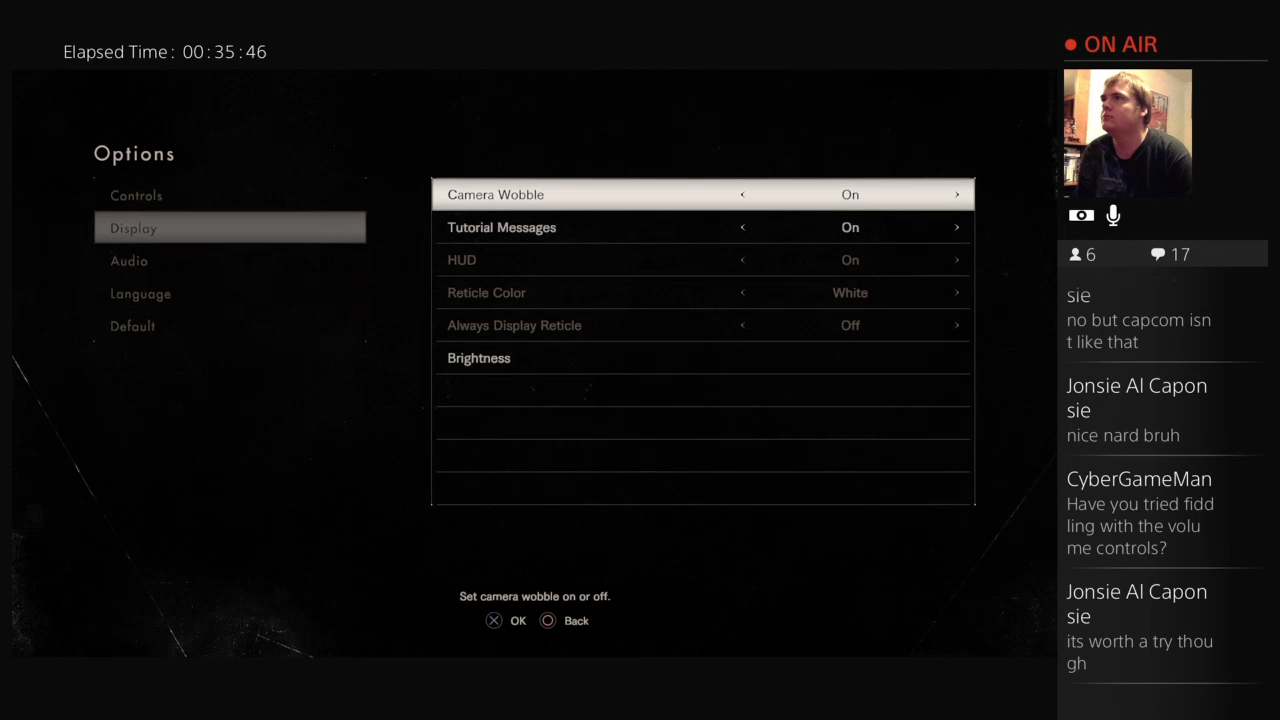 Elapsed Time: 00:35:46
ON AIR
Options
Controls
Display
Audio
Language
Default
Camera Wobble < On >
Tutorial Messages < On >
HUD < On >
Reticle Color < White >
Always Display Reticle < Off >
Brightness
Set camera wobble on or off.
OK Back
6 17
sie
no but capcom isn
t like that
Jonsie Al Capon
sie
nice nard bruh
CyberGameMan
Have you tried fidd
ling with the volu
me controls?
Jonsie Al Capon
sie
its worth a try thou
gh